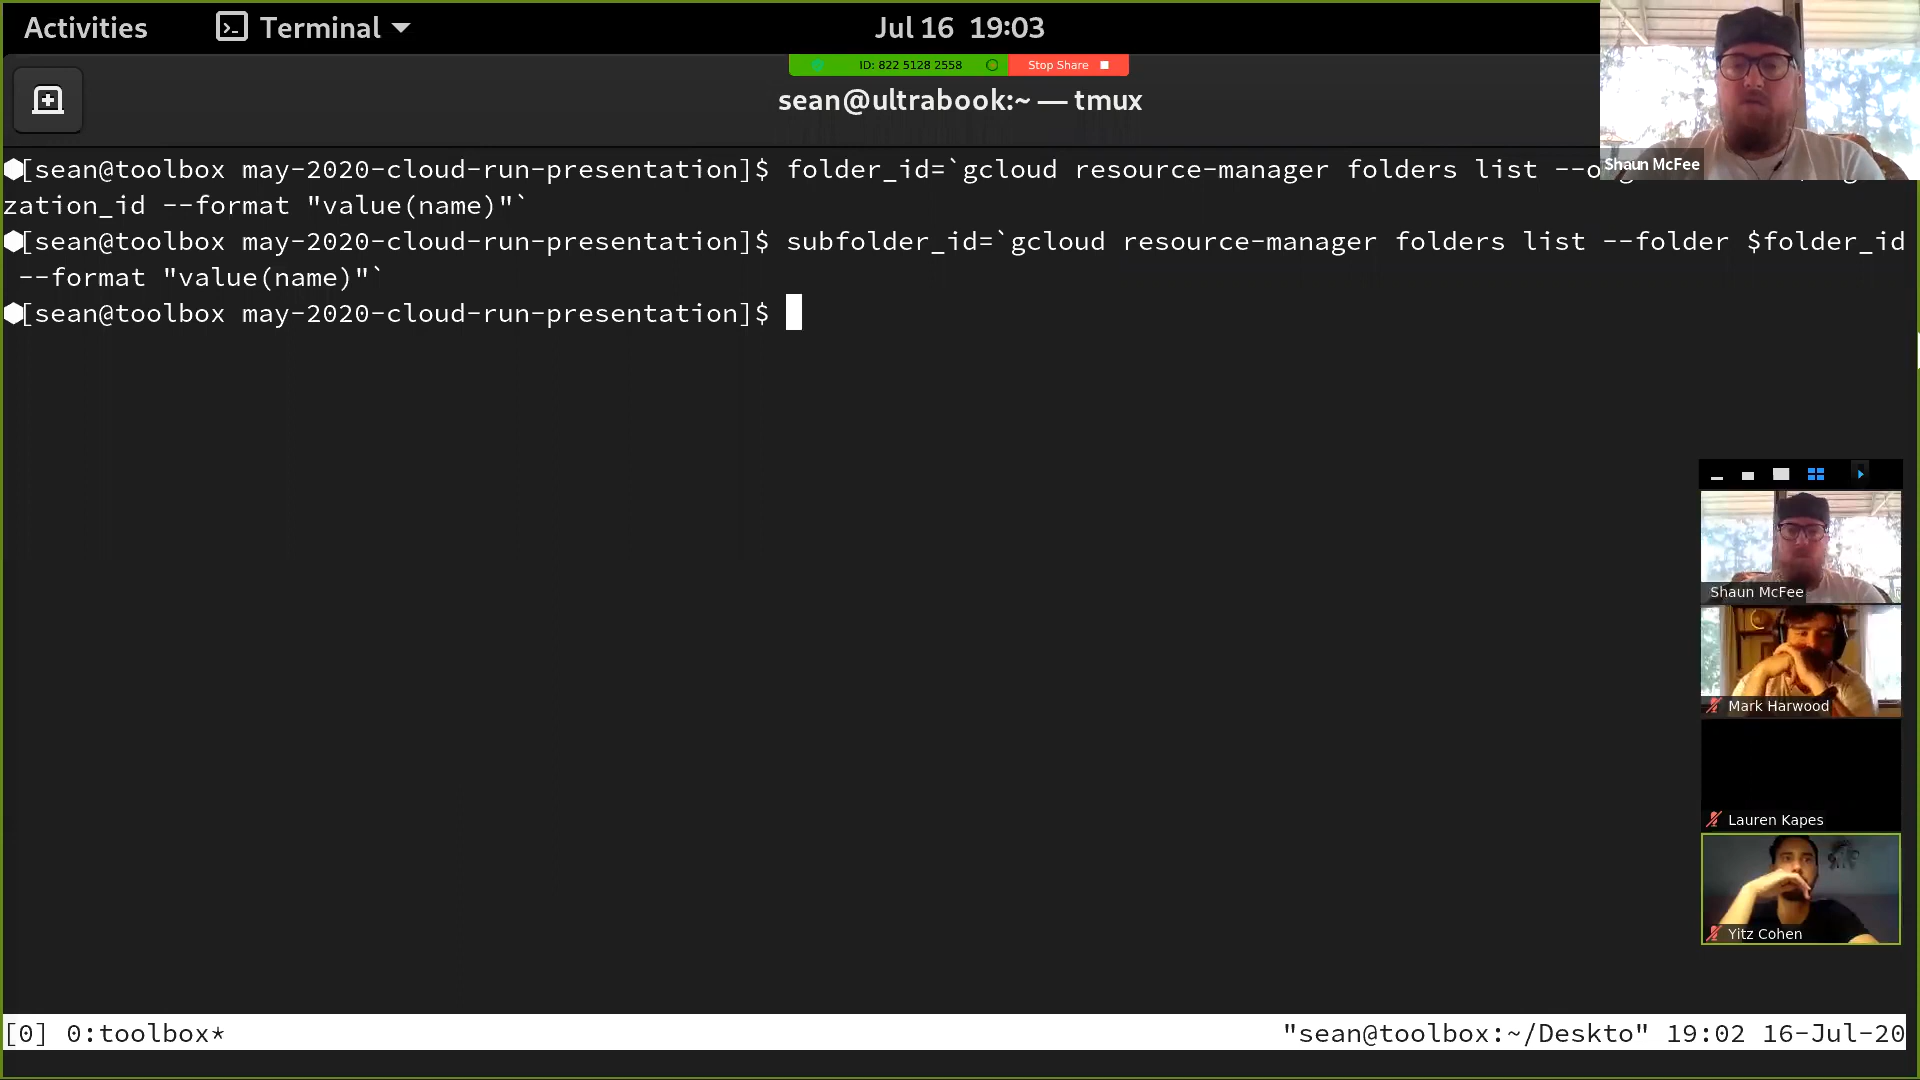 Activities Terminal Jul 16 19:03
ID: 822 5128 2558 Stop Share
sean@ultrabook:~ — tmux
Shaun McFee
[sean@toolbox may-2020-cloud-run-presentation]$ folder_id=`gcloud resource-manager folders list
zation_id --format "value(name)"`
[sean@toolbox may-2020-cloud-run-presentation]$ subfolder_id=`gcloud resource-manager folders list --folder $folder_id
--format "value(name)"`
[sean@toolbox may-2020-cloud-run-presentation]$
Shaun McFee
Mark Harwood
Lauren Kapes
Yitz Cohen
[0] 0:toolbox* "sean@toolbox:~/Deskto" 19:02 16-Jul-20